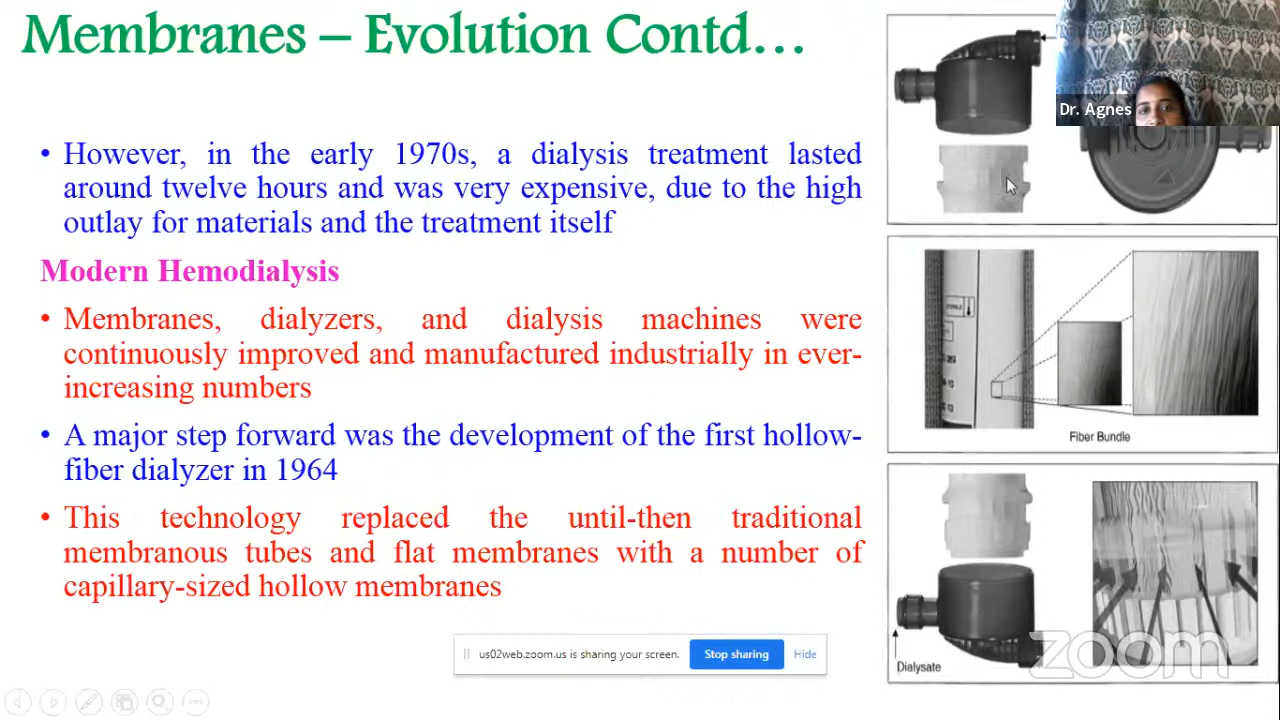 Membranes – Evolution Contd...
Dr. Agnes
• However, in the early 1970s, a dialysis treatment lasted
around twelve hours and was very expensive, due to the high
outlay for materials and the treatment itself
Modern Hemodialysis
• Membranes, dialyzers, and dialysis machines were
continuously improved and manufactured industrially in ever-
increasing numbers
• A major step forward was the development of the first hollow-
fiber dialyzer in 1964
• This technology replaced the until-then traditional
membranous tubes and flat membranes with a number of
capillary-sized hollow membranes
Fiber Bundle
Dialysate
zoom
us02web.zoom.us is sharing your screen.
Stop sharing
Hide